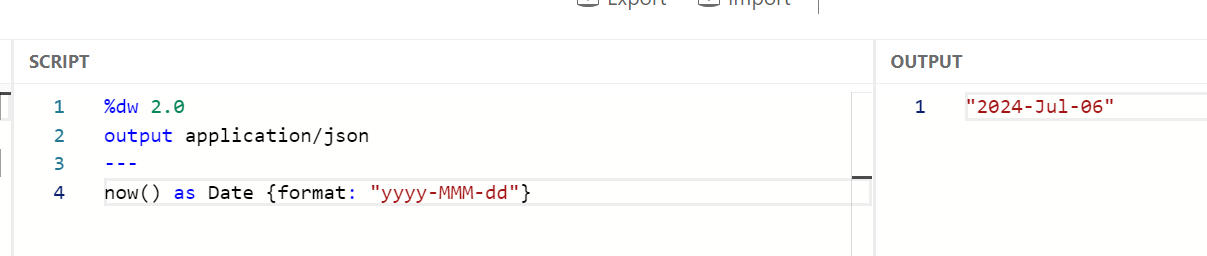 Export Import
SCRIPT
OUTPUT
1 %dw 2.0
2 output application/json
3 ---
4 now() as Date {format: "yyyy-MMM-dd"}
1 "2024-Jul-06"